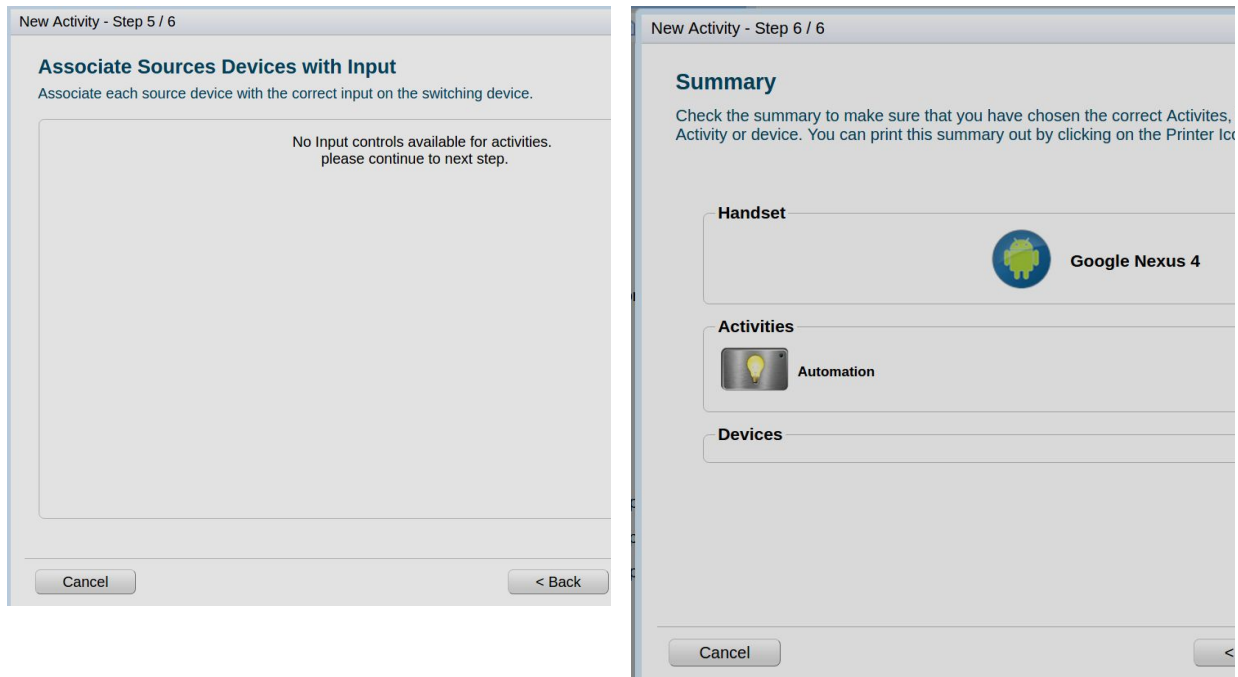 New Activity - Step 5 / 6
Associate Sources Devices with Input
Associate each source device with the correct input on the switching device.
No Input controls available for activities.
please continue to next step.
Cancel
< Back
New Activity - Step 6 / 6
Summary
Check the summary to make sure that you have chosen the correct Activites,
Activity or device. You can print this summary out by clicking on the Printer
Handset
Google Nexus 4
Activities
Automation
Devices
Cancel
<